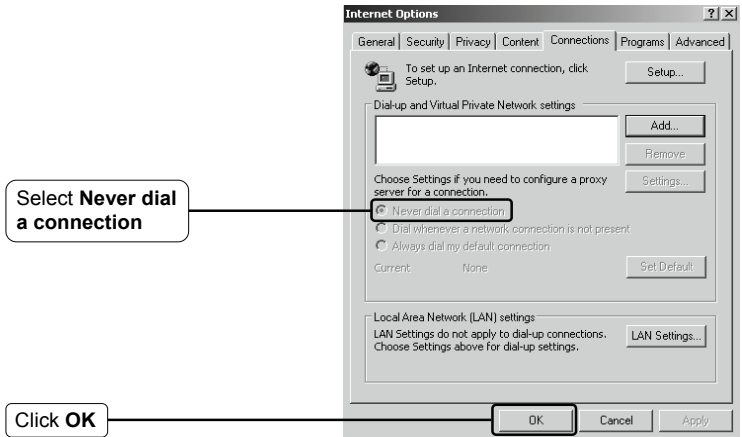 Internet Options
? X
General Security Privacy Content Connections Programs Advanced
To set up an Internet connection, click
Setup.
Setup...
Dial-up and Virtual Private Network settings
Add...
Remove
Choose Settings if you need to configure a proxy
server for a connection.
Settings...
Select Never dial
a connection
Never dial a connection
Dial whenever a network connection is not present
Always dial my default connection
Current None
Set Default
Local Area Network (LAN) settings
LAN Settings do not apply to dial-up connections.
Choose Settings above for dial-up settings.
LAN Settings...
Click OK
OK Cancel Apply